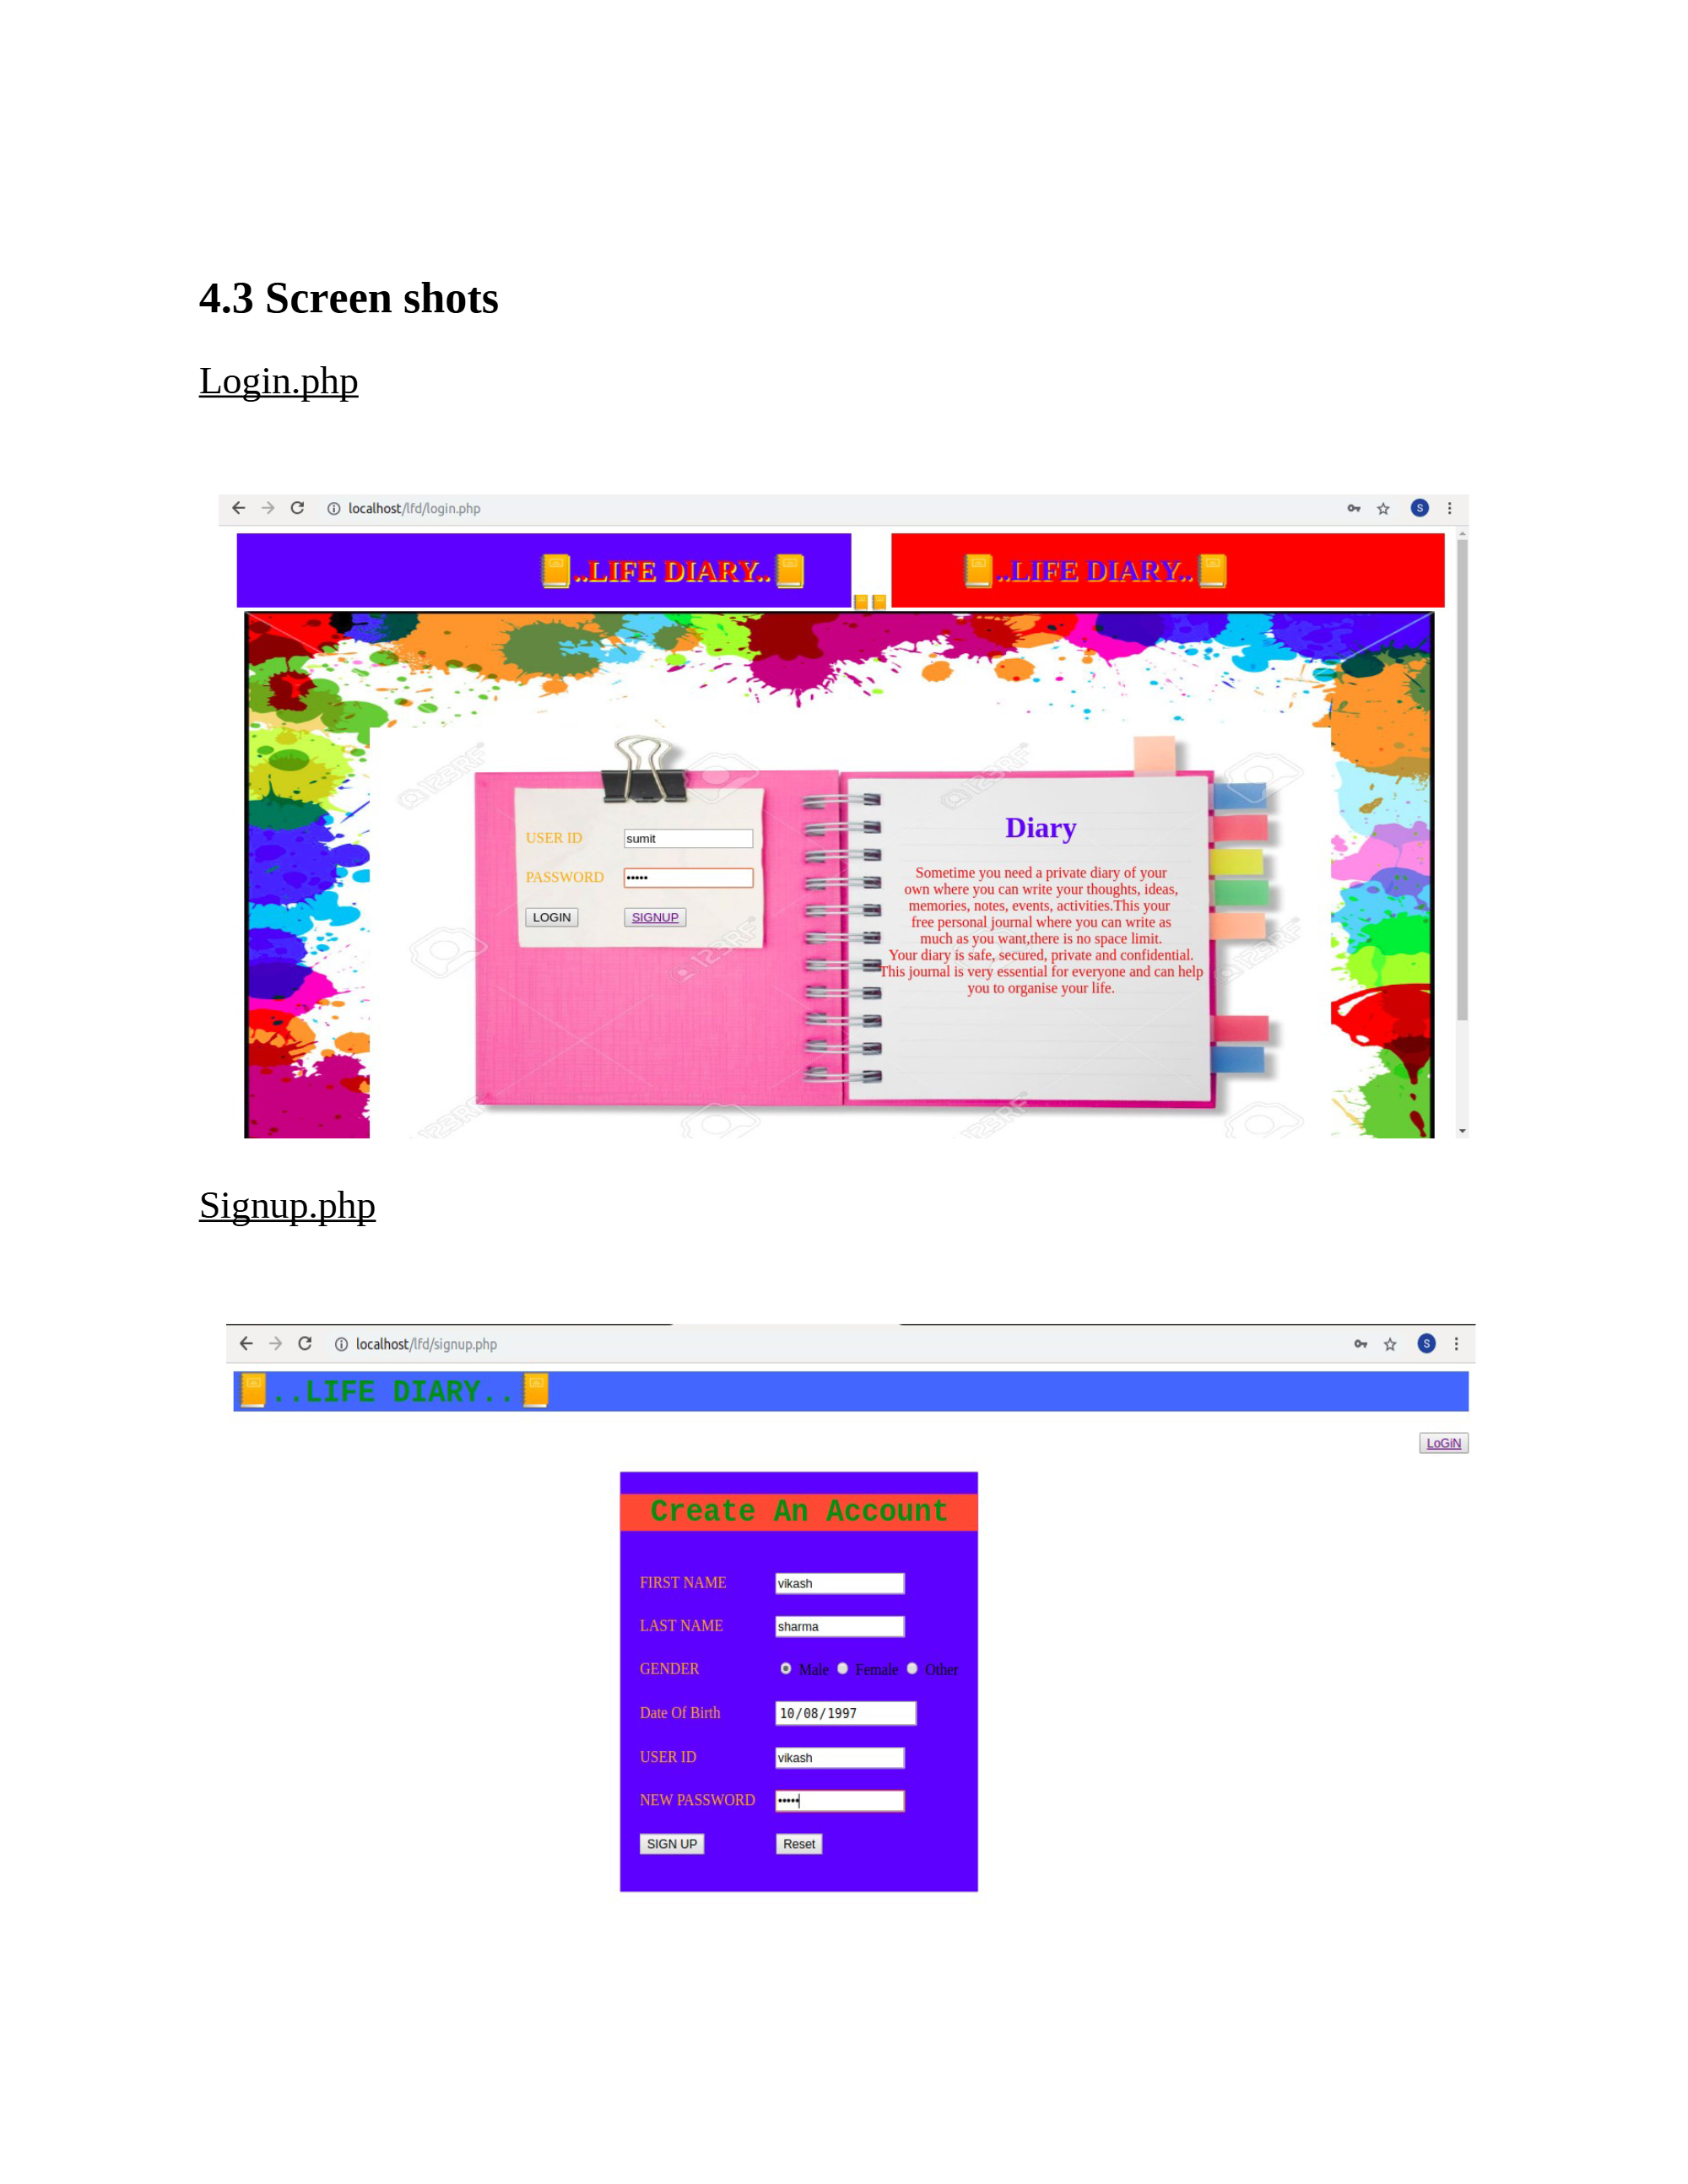 4.3 Screen shots
Login.php
localhost/lfd/login.php
S
..LIFE DIARY..
..LIFE DIARY..
123RF
123RF
USER ID sumit
PASSWORD •••••
LOGIN SIGNUP
Diary
Sometime you need a private diary of your
own where you can write your thoughts, ideas,
memories, notes, events, activities.This your
free personal journal where you can write as
much as you want,there is no space limit.
Your diary is safe, secured, private and confidential.
This journal is very essential for everyone and can help
you to organise your life.
123RF
123RF
123RF
123RF
Signup.php
localhost/lfd/signup.php
S
..LIFE DIARY..
LoGiN
Create An Account
FIRST NAME vikash
LAST NAME sharma
GENDER Male Female Other
Date Of Birth 10/08/1997
USER ID vikash
NEW PASSWORD •••••
SIGN UP Reset